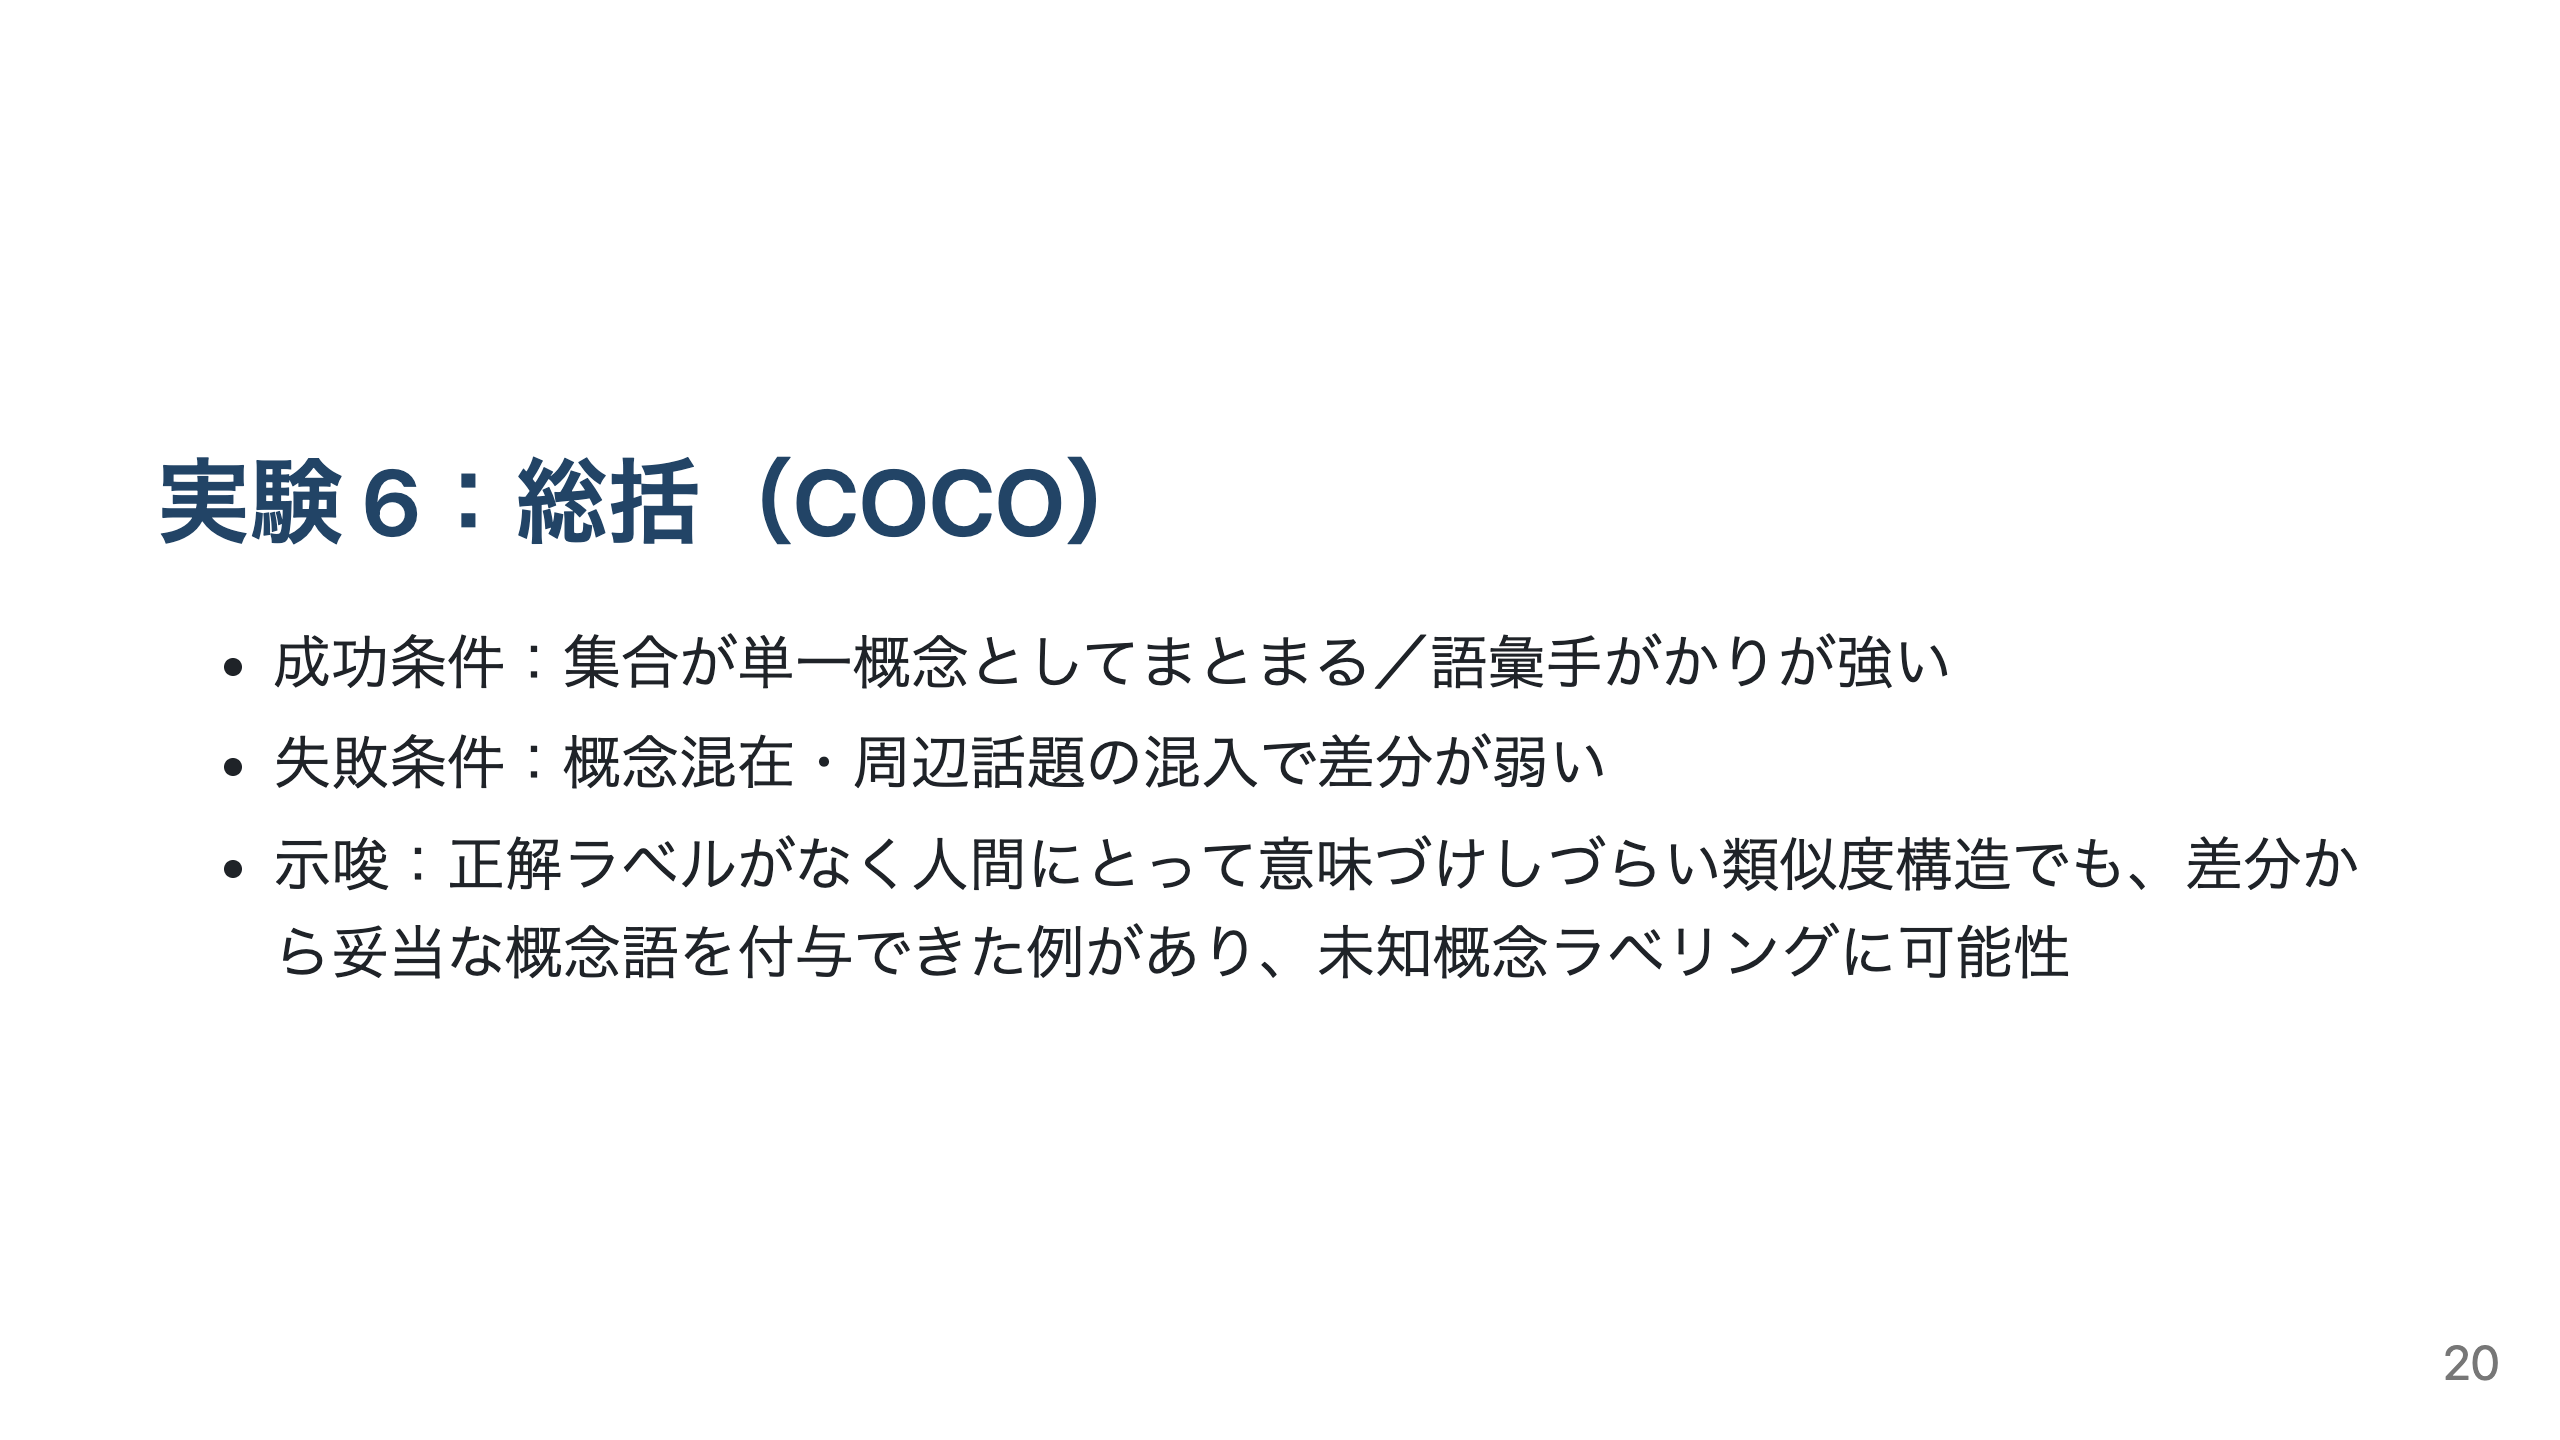 実験 6：総括（COCO）
• 成功条件：集合が単一概念としてまとまる／語彙手がかりが強い
• 失敗条件：概念混在・周辺話題の混入で差分が弱い
• 示唆：正解ラベルがなく人間にとって意味づけしづらい類似度構造でも、差分か
ら妥当な概念語を付与できた例があり、未知概念ラベリングに可能性
20